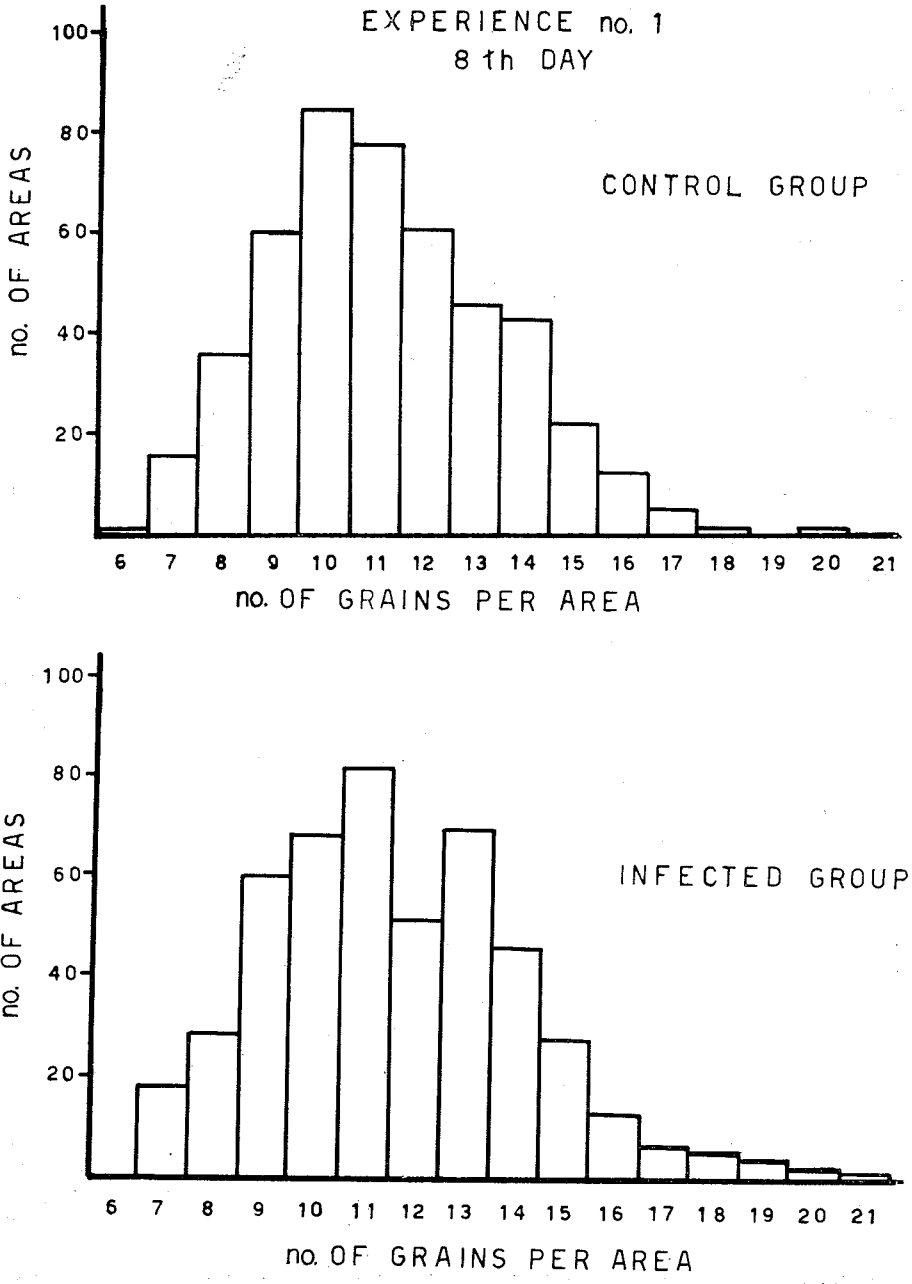 EXPERIENCE no. 1
8 th DAY
CONTROL GROUP
no. OF AREAS
100
80
60
40
20
6 7 8 9 10 11 12 13 14 15 16 17 18 19 20 21
no. OF GRAINS PER AREA
INFECTED GROUP
no. OF AREAS
100
80
60
40
20
6 7 8 9 10 11 12 13 14 15 16 17 18 19 20 21
no. OF GRAINS PER AREA